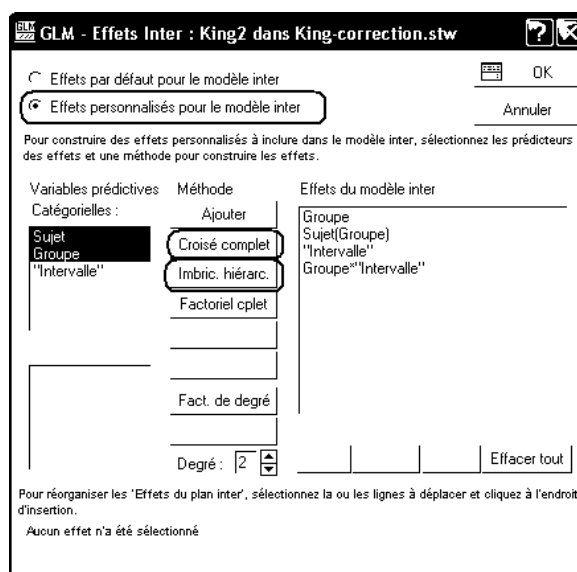 GLM - Effets Inter : King2 dans King-correction.stw
Effets par défaut pour le modèle inter
OK
Effets personnalisés pour le modèle inter
Annuler
Pour construire des effets personnalisés à inclure dans le modèle inter, sélectionnez les prédicteurs
des effets et une méthode pour construire les effets.
Variables prédictives
Méthode
Effets du modèle inter
Catégorielles :
Ajouter
Groupe
Sujet
Croisé complet
Sujet(Groupe)
Groupe
"Intervalle"
"Intervalle"
Imbric. hiérarc.
Groupe*"Intervalle"
Factoriel cplet
Fact. de degré
Degré : 2
Effacer tout
Pour réorganiser les 'Effets du plan inter', sélectionnez la ou les lignes à déplacer et cliquez à l'endroit
d'insertion.
Aucun effet n'a été sélectionné